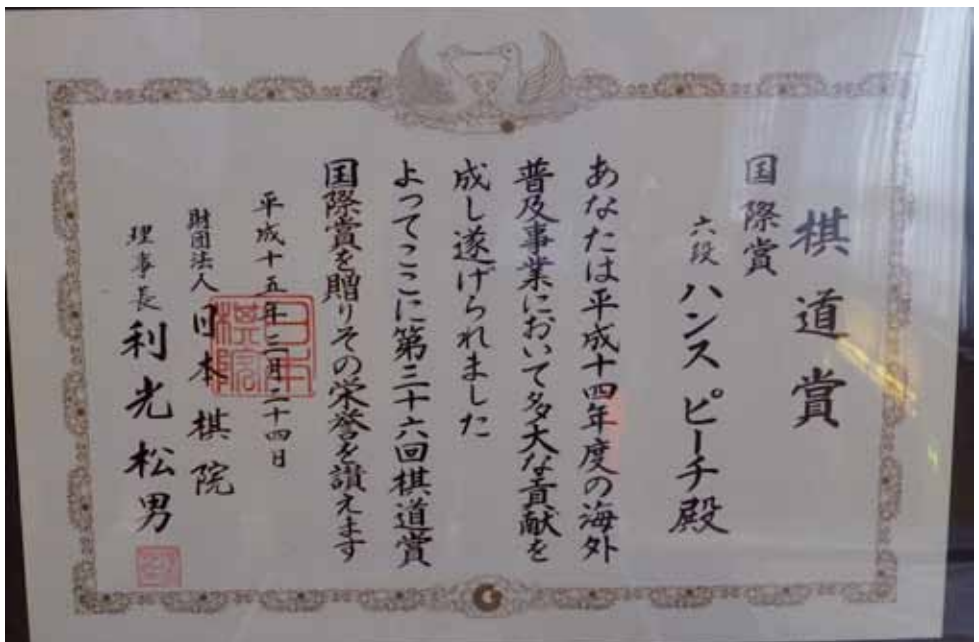 棋道賞
国際賞
六段 ハンス ピーチ殿
あなたは平成十四年度の海外
普及事業において多大な貢献を
成し遂げられました
よってここに第三十六回棋道賞
国際賞を贈りその栄誉を讃えます
平成十五年三月二十四日
財団法人 日本棋院
理事長 利光松男
日本棋院